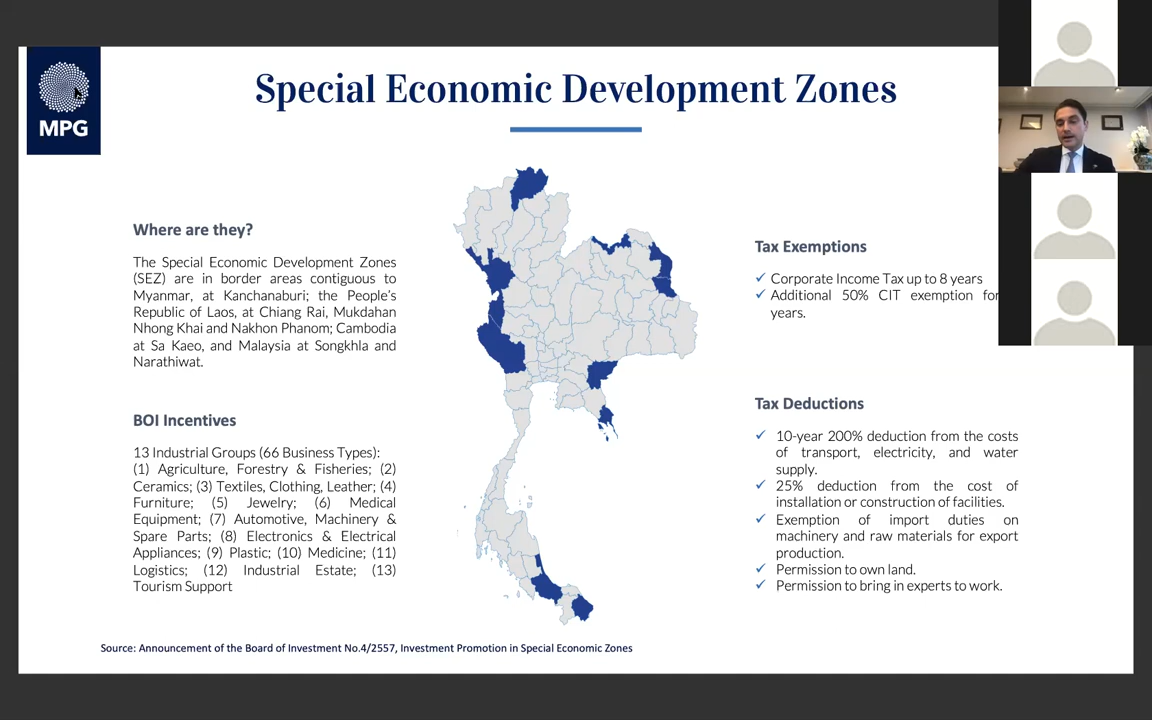 MPG
Special Economic Development Zones
Where are they?
The Special Economic Development Zones
(SEZ) are in border areas contiguous to
Myanmar, at Kanchanaburi; the People's
Republic of Laos, at Chiang Rai, Mukdahan
Nhong Khai and Nakhon Phanom; Cambodia
at Sa Kaeo, and Malaysia at Songkhla and
Narathiwat.
BOI Incentives
13 Industrial Groups (66 Business Types):
(1) Agriculture, Forestry & Fisheries; (2)
Ceramics; (3) Textiles, Clothing, Leather; (4)
Furniture; (5) Jewelry; (6) Medical
Equipment; (7) Automotive, Machinery &
Spare Parts; (8) Electronics & Electrical
Appliances; (9) Plastic; (10) Medicine; (11)
Logistics; (12) Industrial Estate; (13)
Tourism Support
Tax Exemptions
✓ Corporate Income Tax up to 8 years
✓ Additional 50% CIT exemption for
years.
Tax Deductions
✓ 10-year 200% deduction from the costs
of transport, electricity, and water
supply.
✓ 25% deduction from the cost of
installation or construction of facilities.
✓ Exemption of import duties on
machinery and raw materials for export
production.
✓ Permission to own land.
✓ Permission to bring in experts to work.
Source: Announcement of the Board of Investment No.4/2557, Investment Promotion in Special Economic Zones